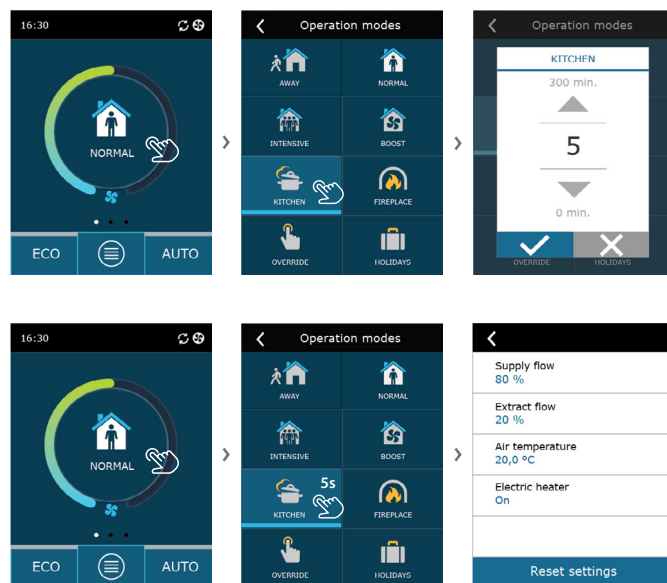 16:30
NORMAL
ECO
AUTO
Operation modes
AWAY
NORMAL
INTENSIVE
BOOST
KITCHEN
FIREPLACE
OVERRIDE
HOLIDAYS
Operation modes
KITCHEN
300 min.
5
0 min.
OVERRIDE
HOLIDAYS
16:30
NORMAL
ECO
AUTO
Operation modes
AWAY
NORMAL
INTENSIVE
BOOST
5s
KITCHEN
FIREPLACE
OVERRIDE
HOLIDAYS
Supply flow
80 %
Extract flow
20 %
Air temperature
20,0 ºC
Electric heater
On
Reset settings